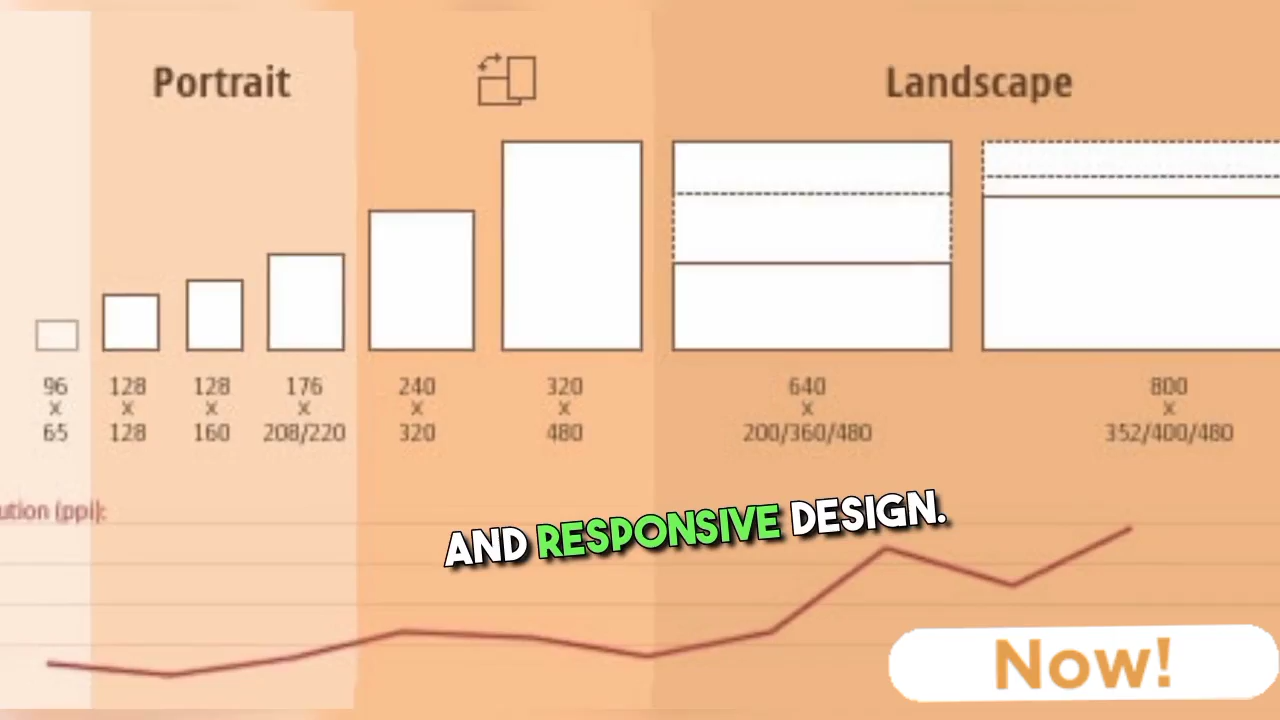 Portrait
Landscape
96 128 128 176 240 320 640 800
x x x x x x x x
65 128 160 208/220 320 480 200/360/480 352/400/480
ution (ppi):
AND RESPONSIVE DESIGN.
Now!